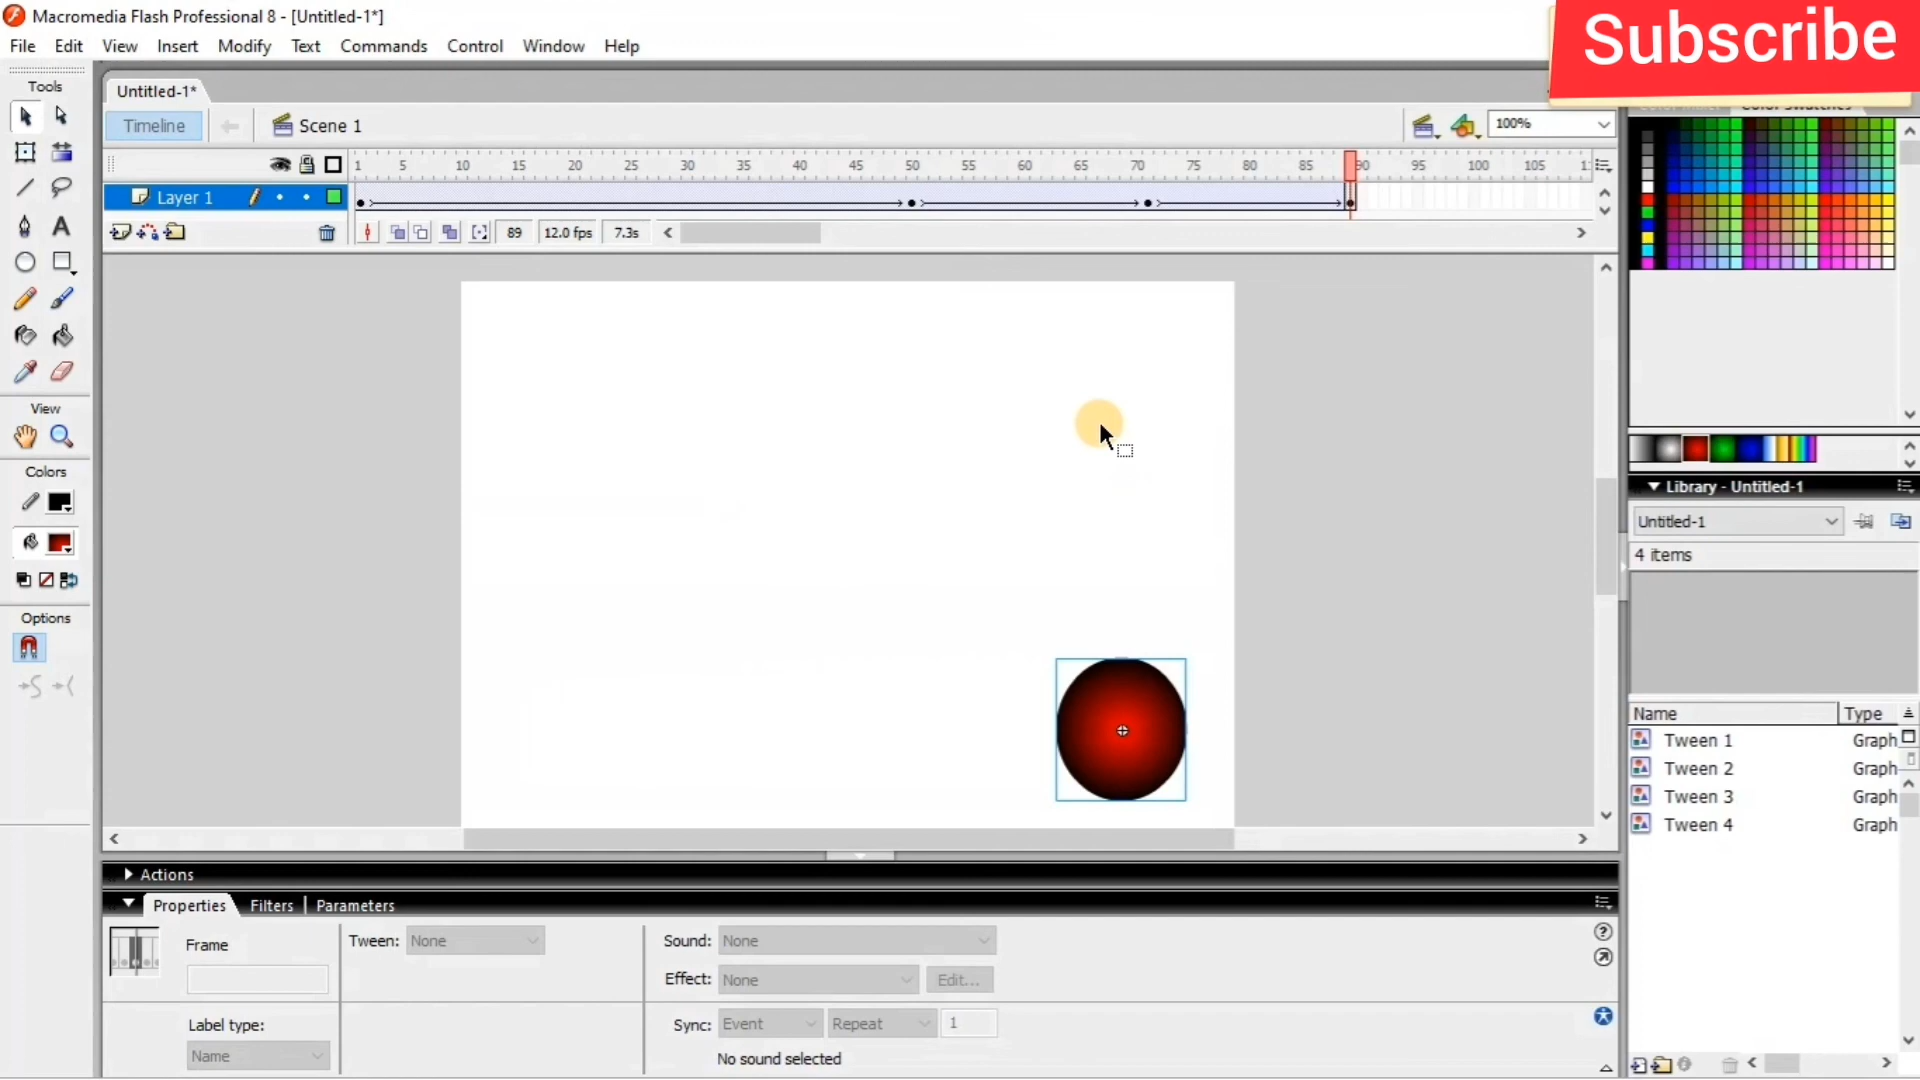 Macromedia Flash Professional 8 - [Untitled-1*]
Subscribe
File Edit View Insert Modify Text Commands Control Window Help
Tools
Untitled-1*
Timeline
Scene 1
100%
1 5 10 15 20 25 30 35 40 45 50 55 60 65 70 75 80 85 90 95 100 105
Layer 1
89 12.0 fps 7.3s
View
Colors
Options
Library - Untitled-1
Untitled-1
4 items
Name Type
Tween 1 Graph
Tween 2 Graph
Tween 3 Graph
Tween 4 Graph
Actions
Properties Filters Parameters
Frame
Tween: None
Sound: None
Effect: None Edit...
Label type:
Name
Sync: Event Repeat 1
No sound selected